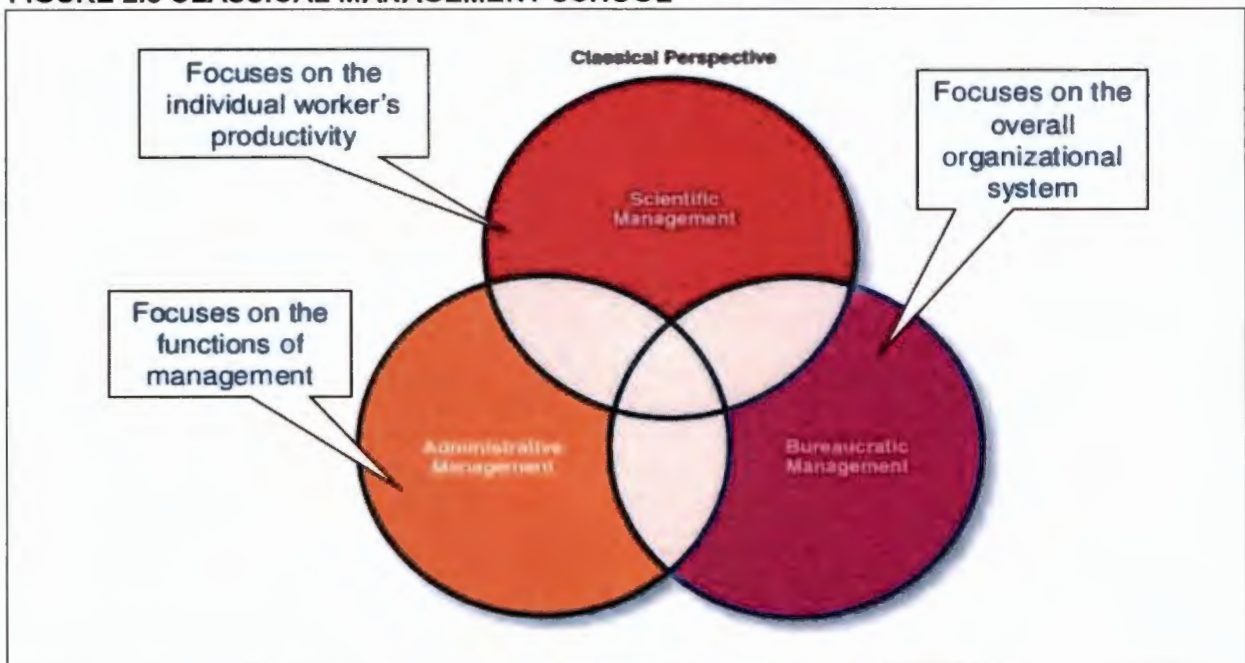 Classical Perspective
Focuses on the
individual worker's
productivity
Focuses on the
overall
organizational
system
Scientific
Management
Focuses on the
functions of
management
Administrative
Management
Bureaucratic
Management